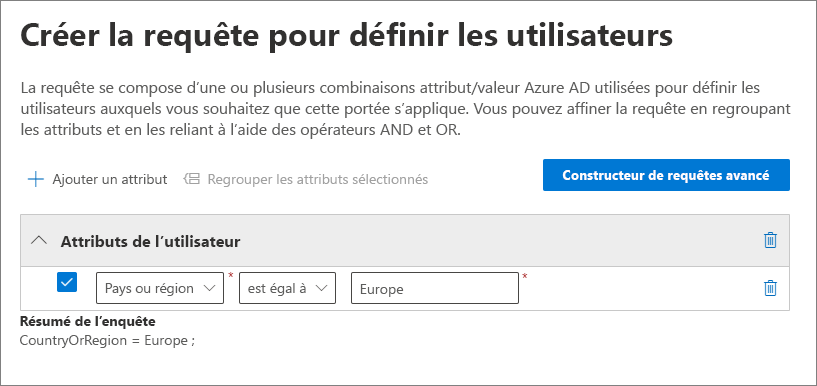 Créer la requête pour définir les utilisateurs
La requête se compose d’une ou plusieurs combinaisons attribut/valeur Azure AD utilisées pour définir les
utilisateurs auxquels vous souhaitez que cette portée s’applique. Vous pouvez affiner la requête en regroupant
les attributs et en les reliant à l’aide des opérateurs AND et OR.
Ajouter un attribut Regrouper les attributs sélectionnés Constructeur de requêtes avancé
Attributs de l’utilisateur
Pays ou région * est égal à Europe *
Résumé de l’enquête
CountryOrRegion = Europe ;